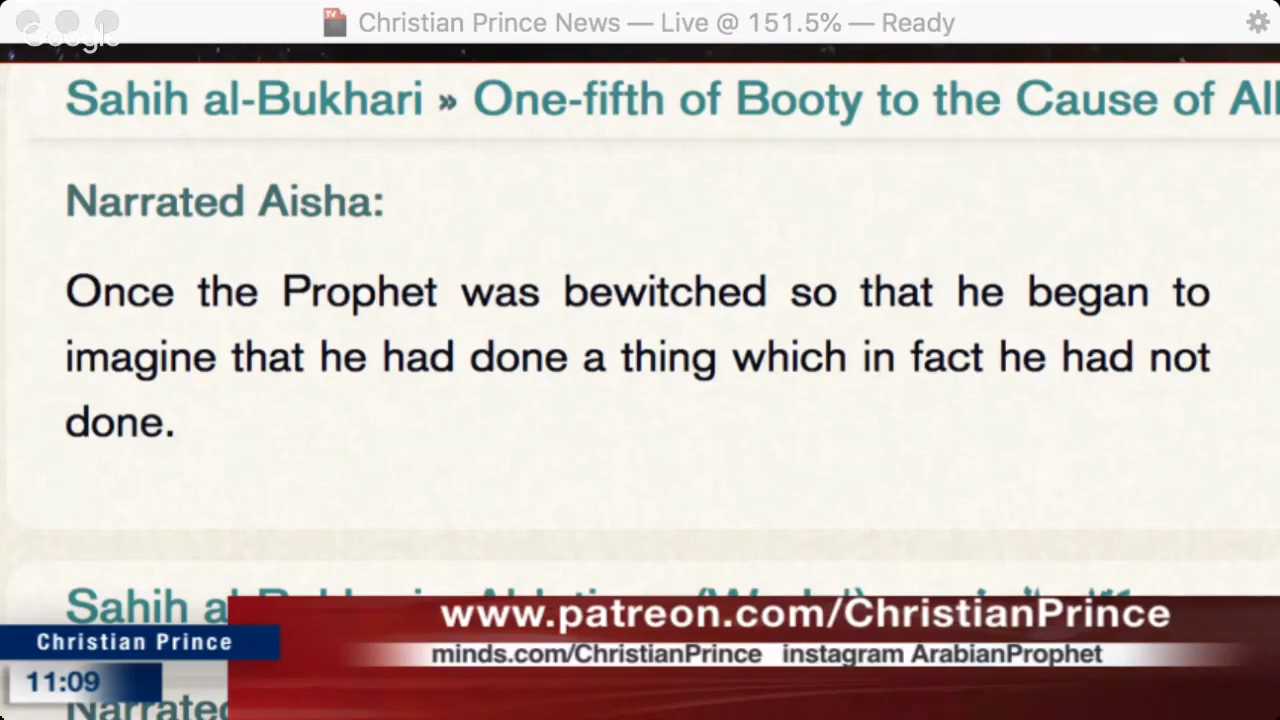 Christian Prince News — Live @ 151.5% — Ready
Google
Sahih al-Bukhari » One-fifth of Booty to the Cause of All
Narrated Aisha:
Once the Prophet was bewitched so that he began to
imagine that he had done a thing which in fact he had not
done.
Sahih
www.patreon.com/ChristianPrince
Christian Prince
minds.com/ChristianPrince instagram ArabianProphet
11:09
Narrated